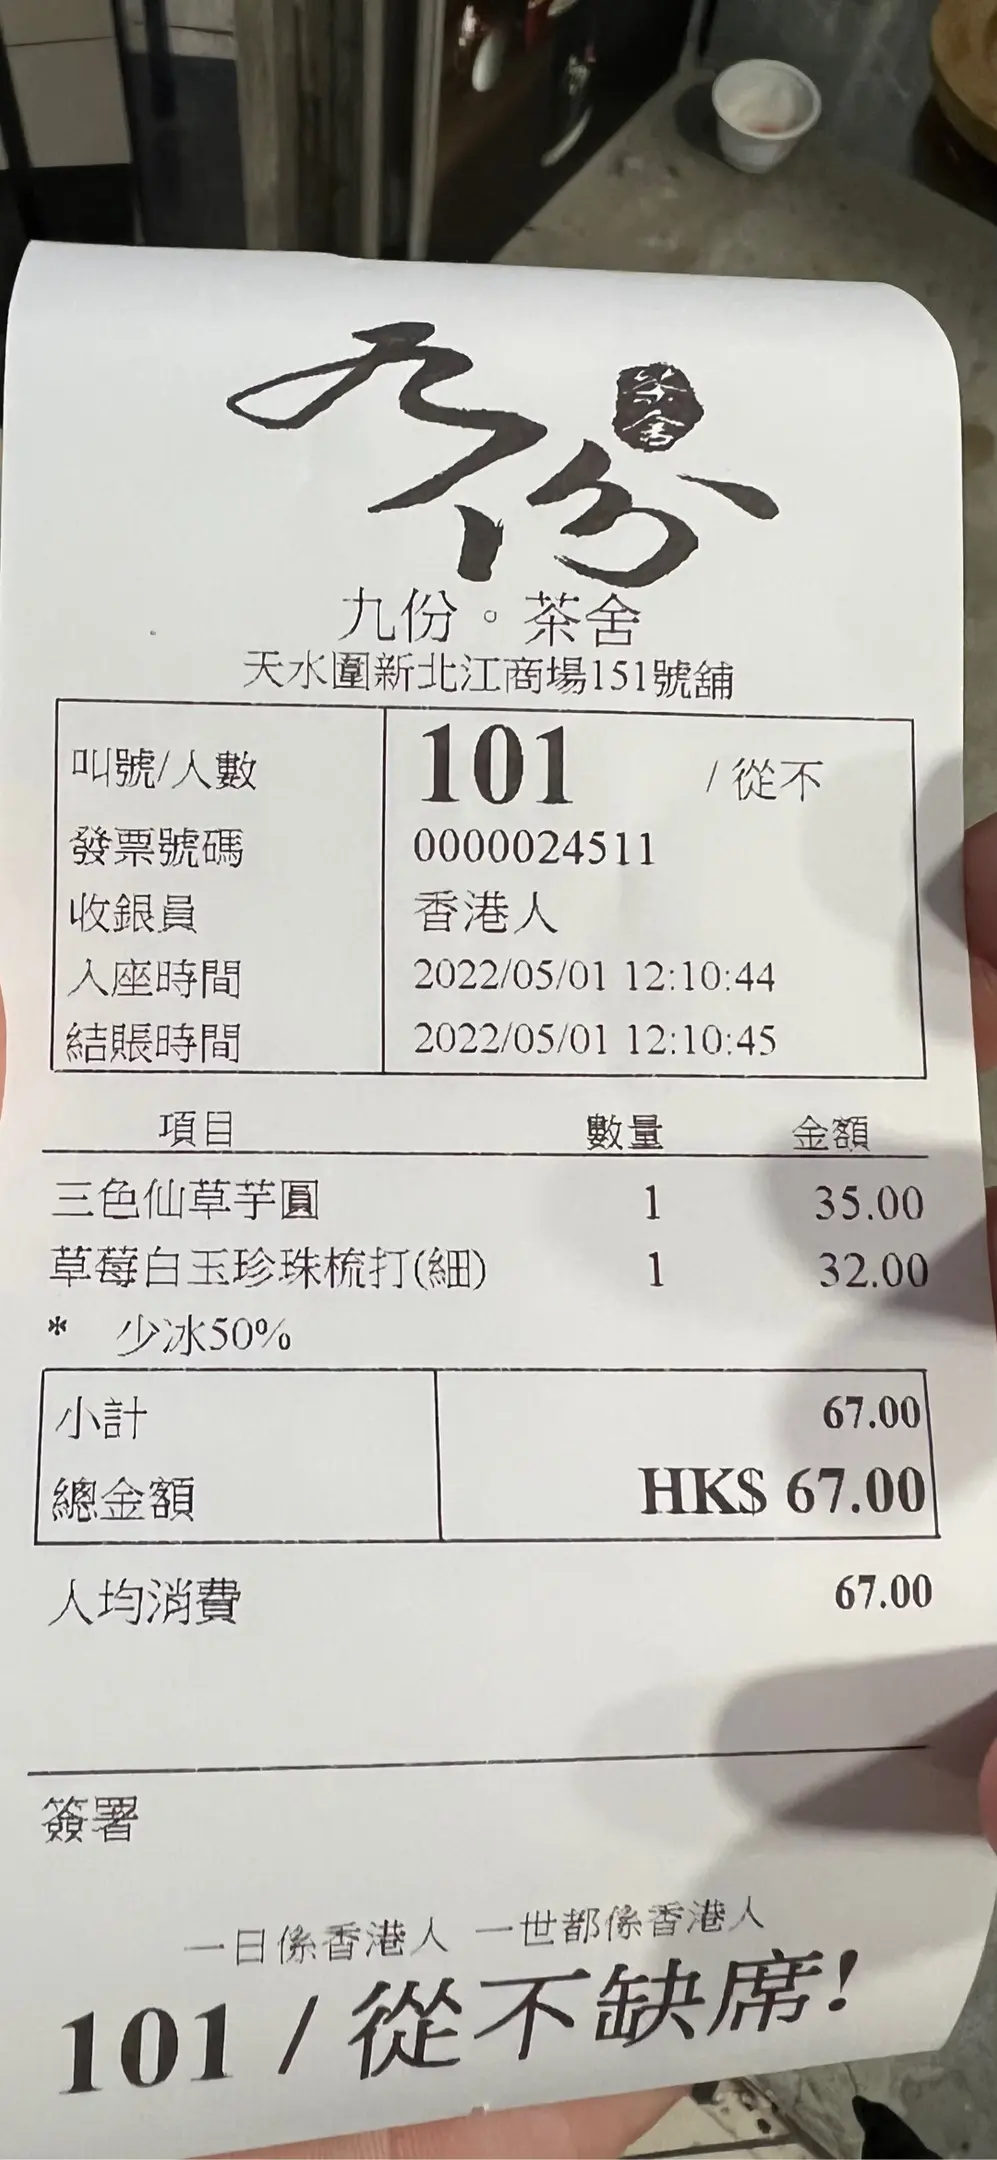 九份
茶舍
九份。茶舍
天水圍新北江商場151號舖
叫號/人數 101 /從不
發票號碼 0000024511
收銀員 香港人
入座時間 2022/05/01 12:10:44
結賬時間 2022/05/01 12:10:45
項目 數量 金額
三色仙草芋圓 1 35.00
草莓白玉珍珠梳打(細) 1 32.00
* 少冰50%
小計 67.00
總金額 HK$ 67.00
人均消費 67.00
簽署
一日係香港人 一世都係香港人
101 / 從不缺席!